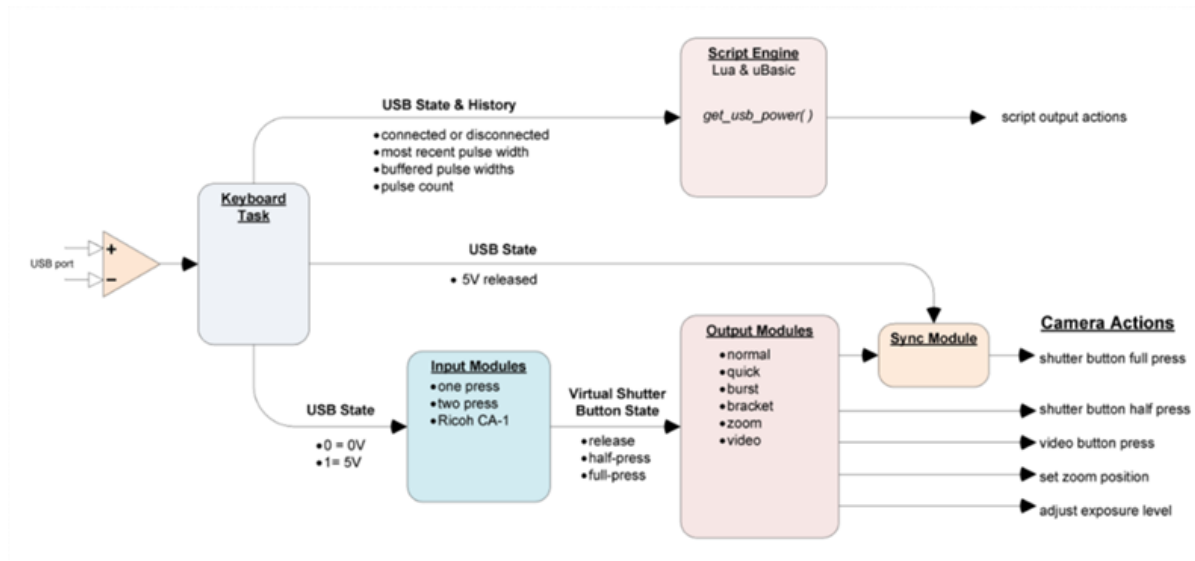 Script Engine
Lua & uBasic
get_usb_power( )
script output actions
USB State & History
•connected or disconnected
•most recent pulse width
•buffered pulse widths
•pulse count
Keyboard
Task
USB port
+
−
USB State
• 5V released
Input Modules
•one press
•two press
•Ricoh CA-1
USB State
•0 = 0V
•1= 5V
Virtual Shutter
Button State
•release
•half-press
•full-press
Output Modules
•normal
•quick
•burst
•bracket
•zoom
•video
Sync Module
Camera Actions
shutter button full press
shutter button half press
video button press
set zoom position
adjust exposure level